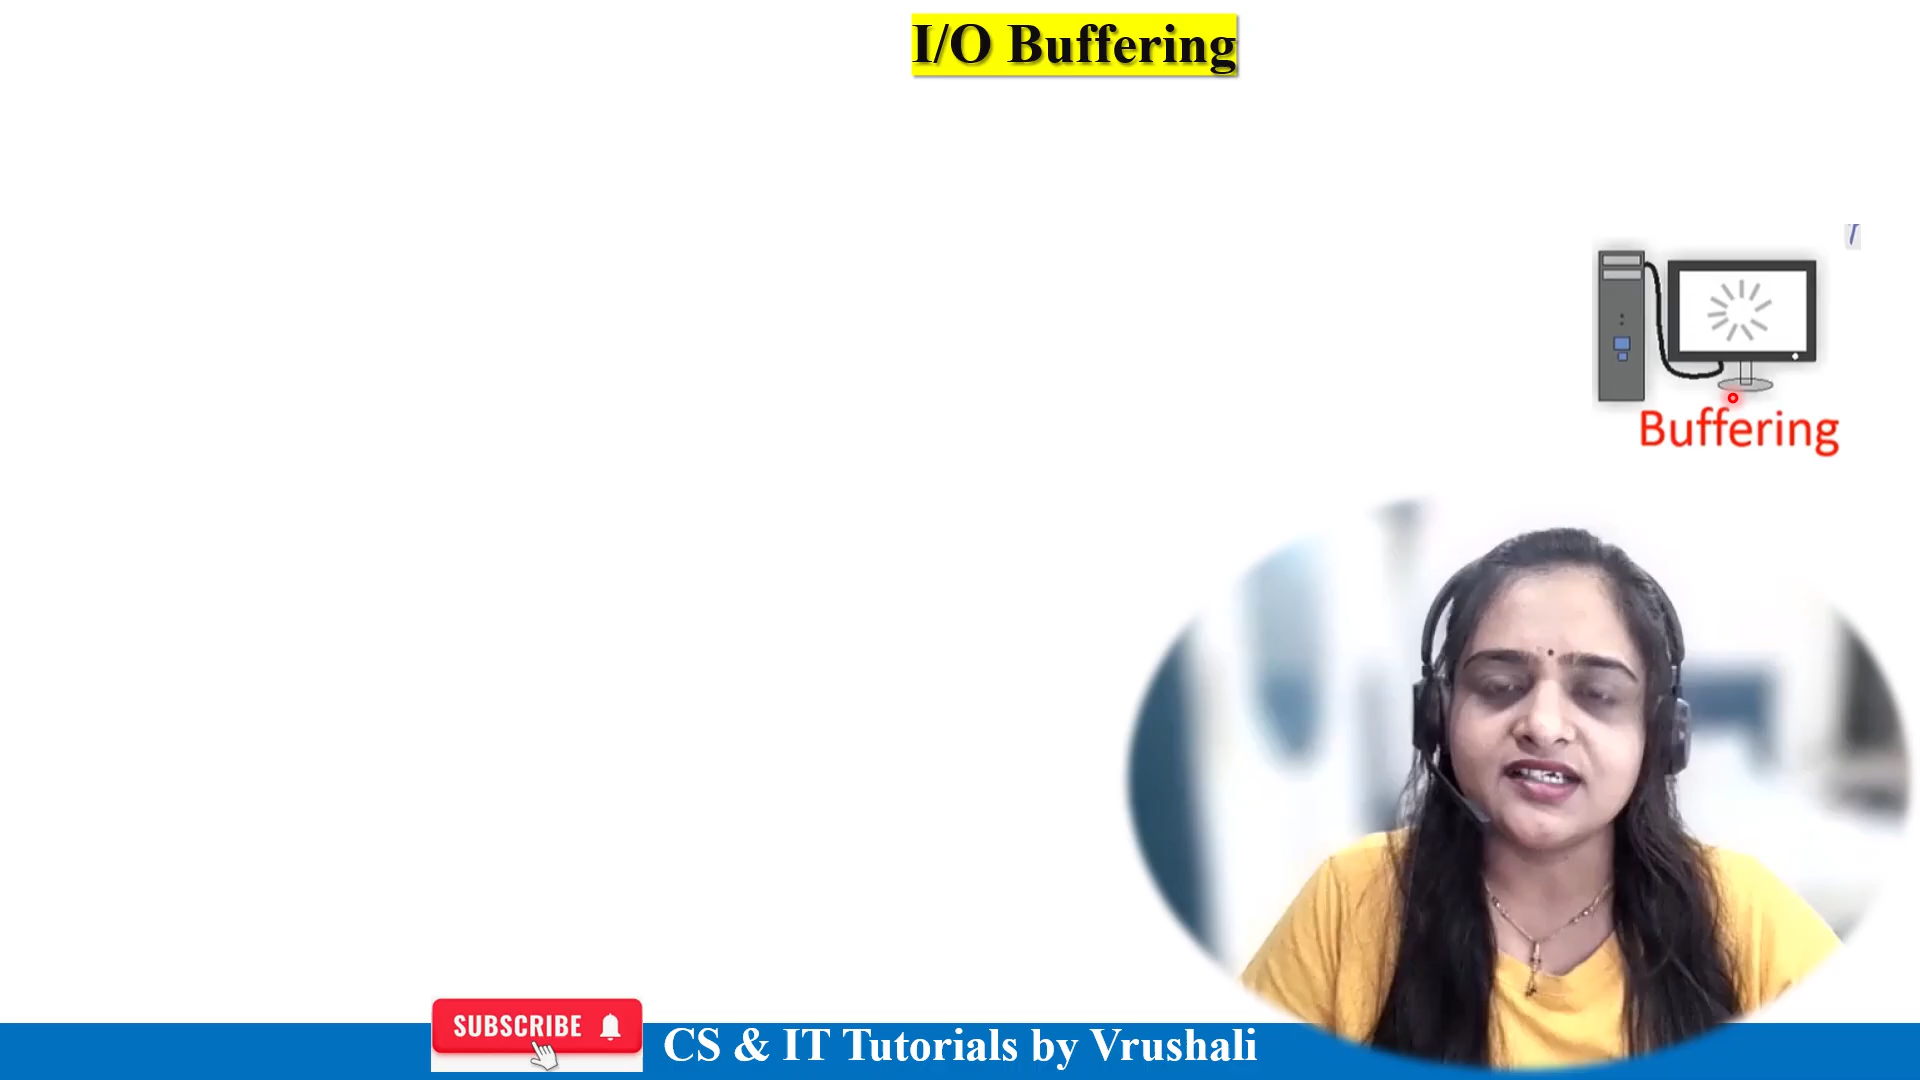 I/O Buffering
Buffering
SUBSCRIBE
CS & IT Tutorials by Vrushali